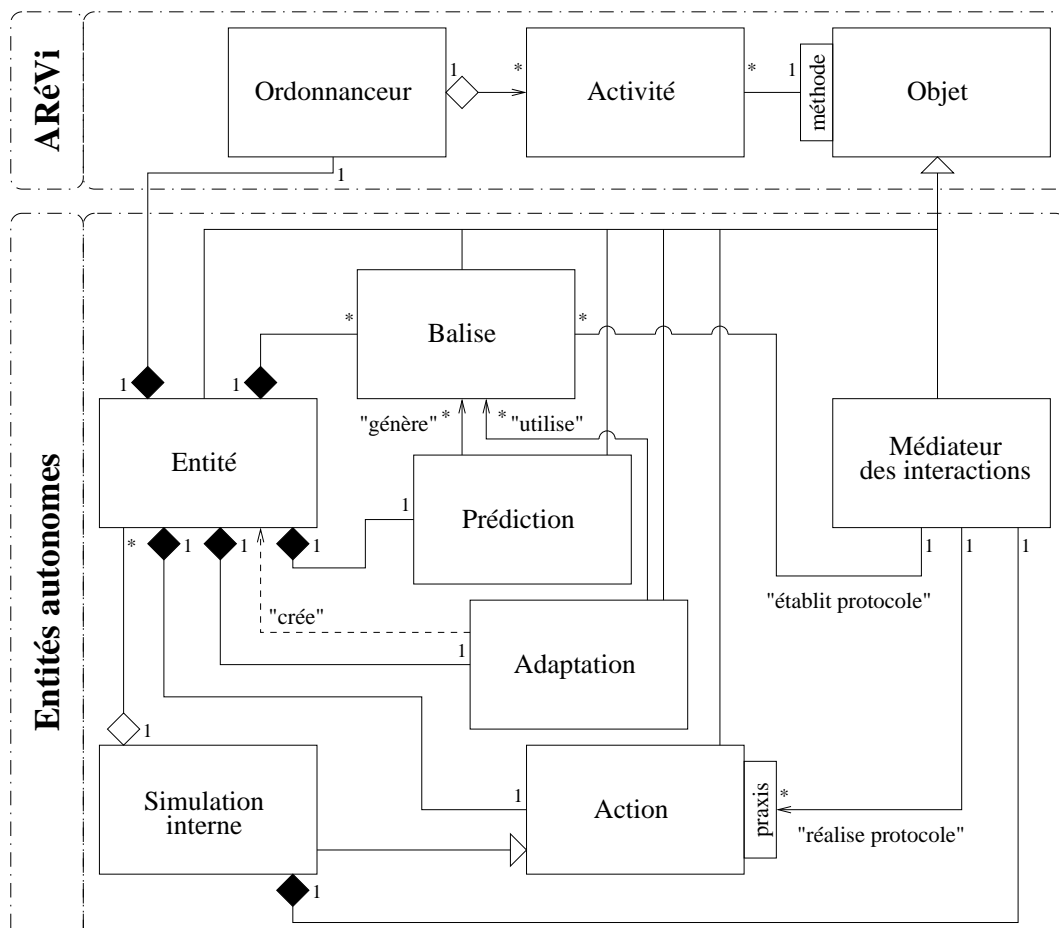 ARéVi
Ordonnanceur
1
*
Activité
*
1
méthode
Objet
1
Entités autonomes
*
Balise
*
1
1
"génère"
*
*
"utilise"
Entité
Médiateur
des interactions
1
Prédiction
*
1
1
1
1
1
1
"crée"
"établit protocole"
1
Adaptation
1
Simulation
interne
1
Action
praxis
*
"réalise protocole"
1